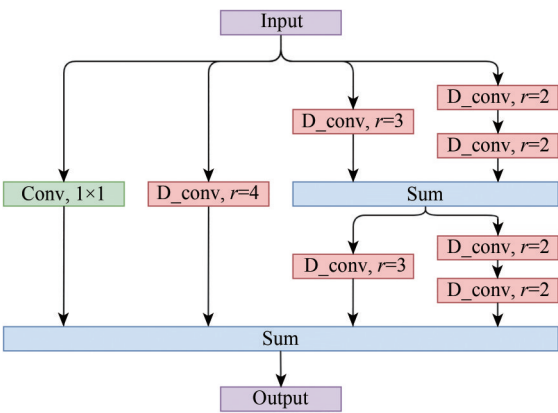 Input
D_conv, r=2
D_conv, r=3
D_conv, r=2
Conv, 1×1
D_conv, r=4
Sum
D_conv, r=2
D_conv, r=3
D_conv, r=2
Sum
Output